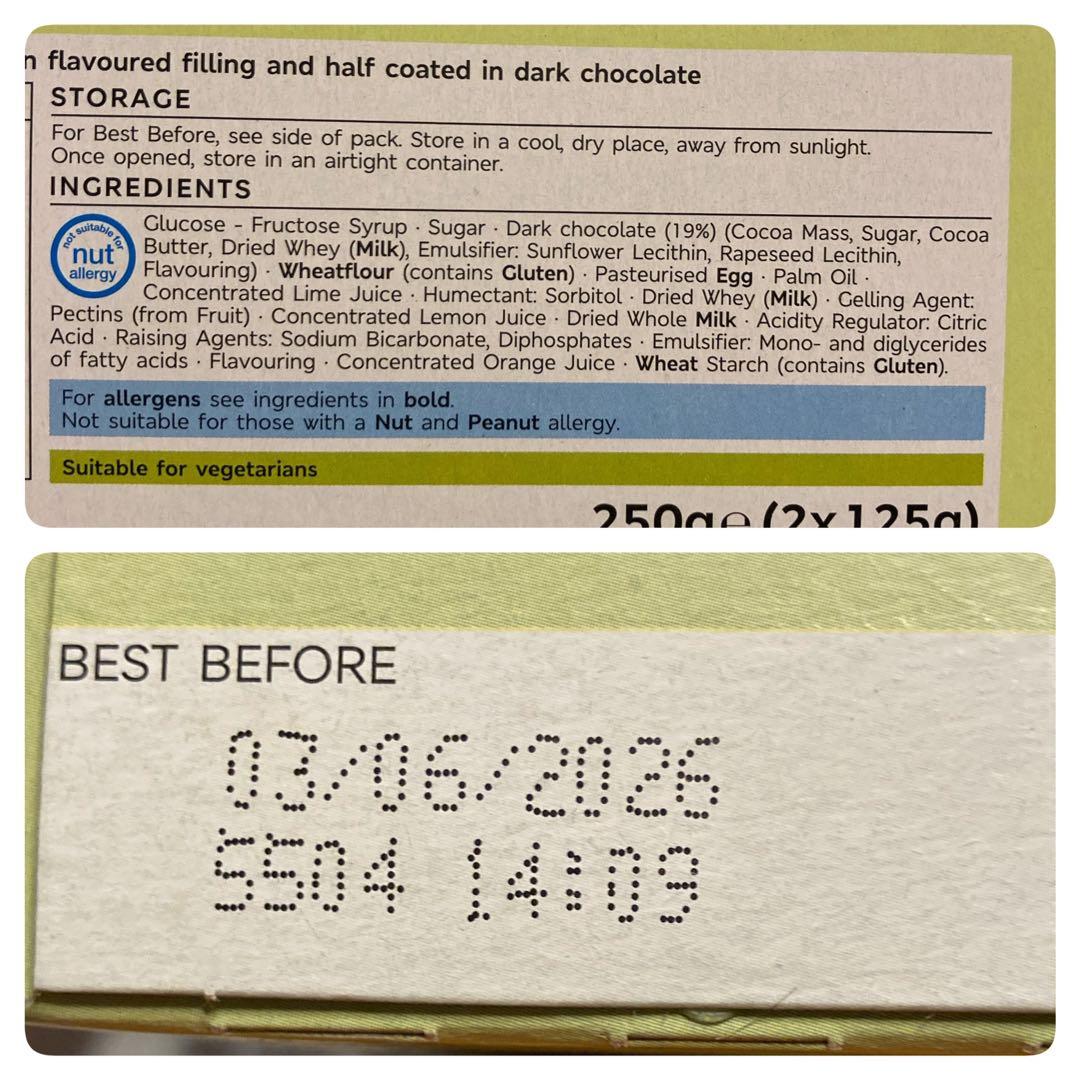 n flavoured filling and half coated in dark chocolate
STORAGE
For Best Before, see side of pack. Store in a cool, dry place, away from sunlight.
Once opened, store in an airtight container.
INGREDIENTS
not suitable for
nut
allergy
Glucose - Fructose Syrup · Sugar · Dark chocolate (19%) (Cocoa Mass, Sugar, Cocoa
Butter, Dried Whey (Milk), Emulsifier: Sunflower Lecithin, Rapeseed Lecithin,
Flavouring) · Wheatflour (contains Gluten) · Pasteurised Egg · Palm Oil ·
Concentrated Lime Juice · Humectant: Sorbitol · Dried Whey (Milk) · Gelling Agent:
Pectins (from Fruit) · Concentrated Lemon Juice · Dried Whole Milk · Acidity Regulator: Citric
Acid · Raising Agents: Sodium Bicarbonate, Diphosphates · Emulsifier: Mono- and diglycerides
of fatty acids · Flavouring · Concentrated Orange Juice · Wheat Starch (contains Gluten).
For allergens see ingredients in bold.
Not suitable for those with a Nut and Peanut allergy.
Suitable for vegetarians
250g℮ (2x125g)
BEST BEFORE
03/06/2026
5504 14:09